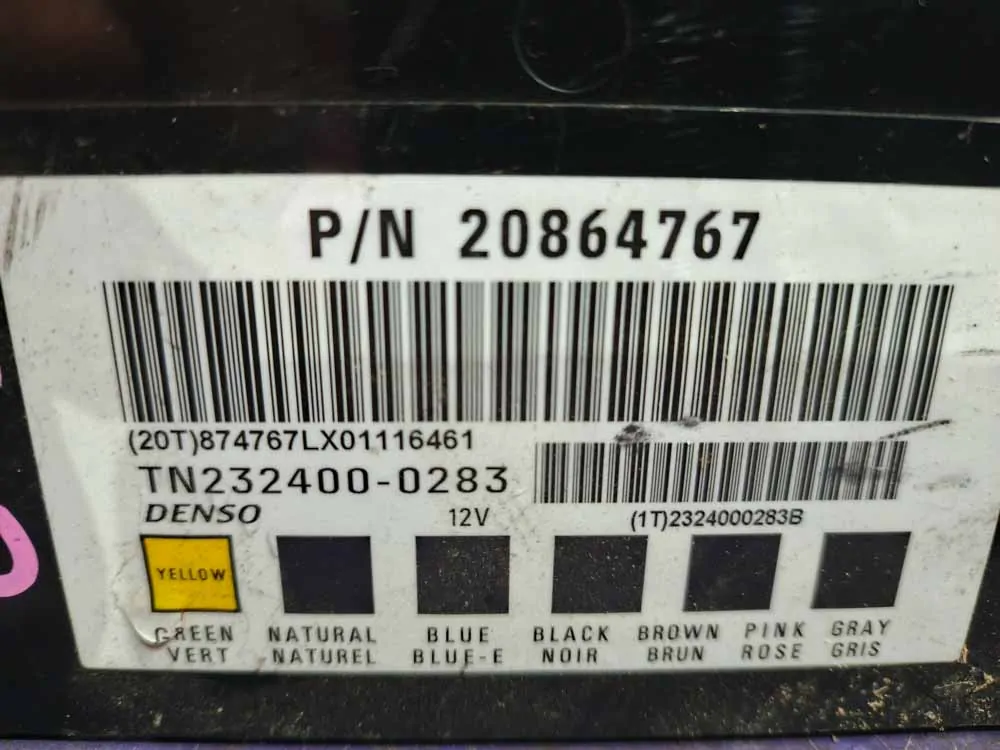 P/N 20864767
(20T)874767LX01116461
TN232400-0283
(1T)2324000283B
DENSO 12V
YELLOW
GREEN NATURAL BLUE BLACK BROWN PINK GRAY
VERT NATUREL BLUE-E NOIR BRUN ROSE GRIS